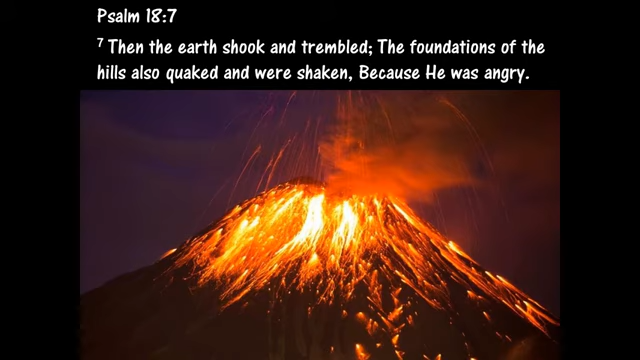 Psalm 18:7
7 Then the earth shook and trembled; The foundations of the
hills also quaked and were shaken, Because He was angry.